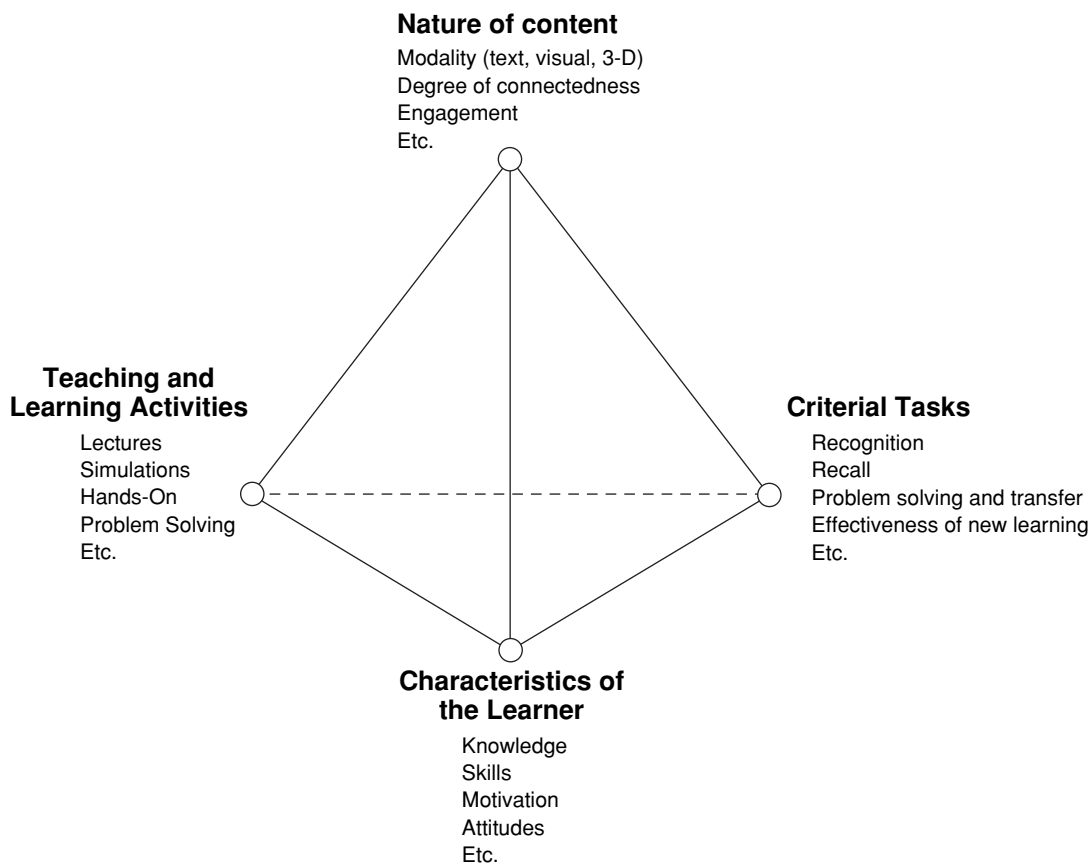 Nature of content
Modality (text, visual, 3-D)
Degree of connectedness
Engagement
Etc.
Teaching and
Learning Activities
Lectures
Simulations
Hands-On
Problem Solving
Etc.
Criterial Tasks
Recognition
Recall
Problem solving and transfer
Effectiveness of new learning
Etc.
Characteristics of
the Learner
Knowledge
Skills
Motivation
Attitudes
Etc.